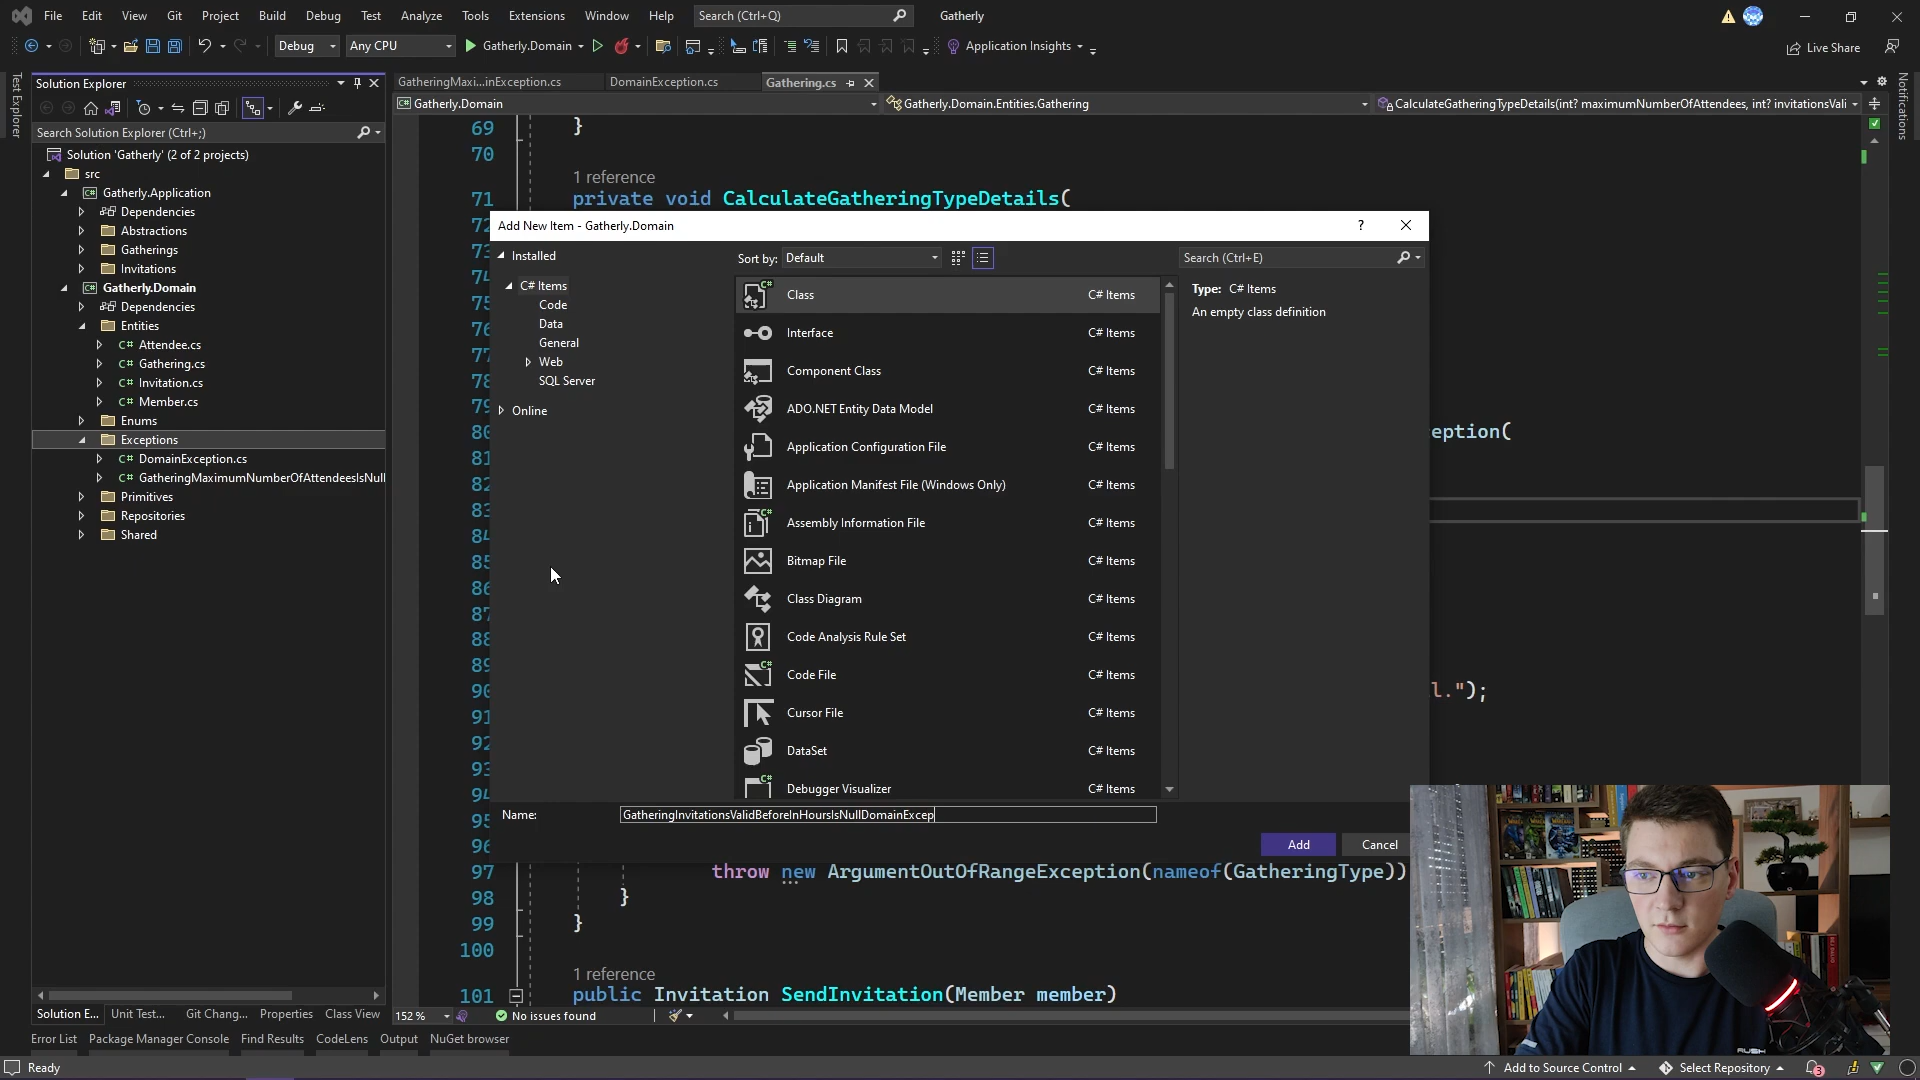 File Edit View Git Project Build Debug Test Analyze Tools Extensions Window Help Search (Ctrl+Q) Gatherly
Debug Any CPU Gatherly.Domain Application Insights Live Share
Test Explorer
Notifications
Solution Explorer
Search Solution Explorer (Ctrl+;)
Solution 'Gatherly' (2 of 2 projects)
src
Gatherly.Application
Dependencies
Abstractions
Gatherings
Invitations
Gatherly.Domain
Dependencies
Entities
C# Attendee.cs
C# Gathering.cs
C# Invitation.cs
C# Member.cs
Enums
Exceptions
C# DomainException.cs
C# GatheringMaximumNumberOfAttendeesIsNull
Primitives
Repositories
Shared
Solution E... Unit Test... Git Chang... Properties Class View
GatheringMaxi...inException.cs DomainException.cs Gathering.cs
Gatherly.Domain Gatherly.Domain.Entities.Gathering CalculateGatheringTypeDetails(int? maximumNumberOfAttendees, int? invitationsVali
69 }
70
1 reference
71 private void CalculateGatheringTypeDetails(
Add New Item - Gatherly.Domain ?
Installed
C# Items
Code
Data
General
Web
SQL Server
Online
Sort by: Default
Search (Ctrl+E)
Class C# Items
Interface C# Items
Component Class C# Items
ADO.NET Entity Data Model C# Items
Application Configuration File C# Items
Application Manifest File (Windows Only) C# Items
Assembly Information File C# Items
Bitmap File C# Items
Class Diagram C# Items
Code Analysis Rule Set C# Items
Code File C# Items
Cursor File C# Items
DataSet C# Items
Debugger Visualizer C# Items
Type: C# Items
An empty class definition
Name: GatheringInvitationsValidBeforeInHoursIsNullDomainExcep
Add Cancel
eption(
l.");
97 throw new ArgumentOutOfRangeException(nameof(GatheringType))
98 }
99 }
100
1 reference
101 public Invitation SendInvitation(Member member)
152 % No issues found
Error List Package Manager Console Find Results CodeLens Output NuGet browser
Ready Add to Source Control Select Repository 3